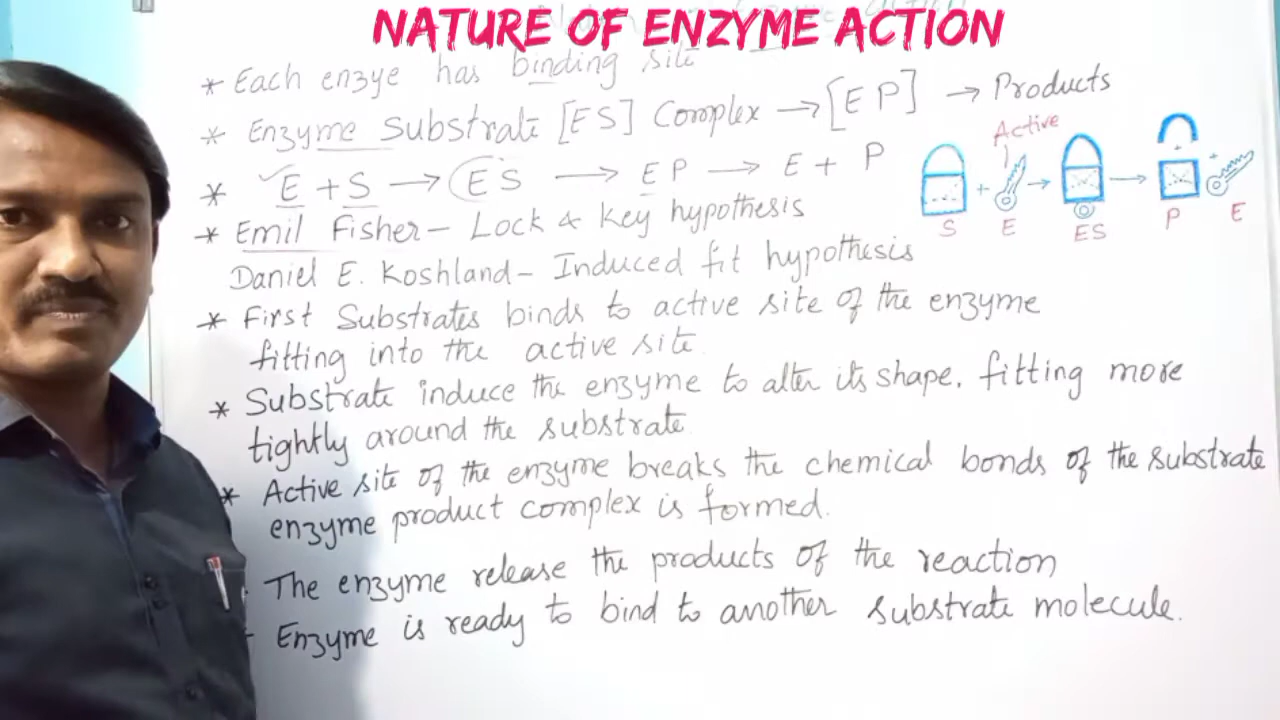 NATURE OF ENZYME ACTION
* Each enzye has binding site
* Enzyme Substrate [ES] Complex → [EP] → Products
* E + S → ES → EP → E + P
* Emil Fisher – Lock & Key hypothesis
Daniel E. Koshland – Induced fit hypothesis
Active
S + E → ES → P + E
* First Substrates binds to active site of the enzyme
fitting into the active site.
* Substrate induce the enzyme to alter its shape. fitting more
tightly around the substrate.
* Active site of the enzyme breaks the chemical bonds of the substrate
enzyme product complex is formed.
The enzyme release the products of the reaction
Enzyme is ready to bind to another substrate molecule.